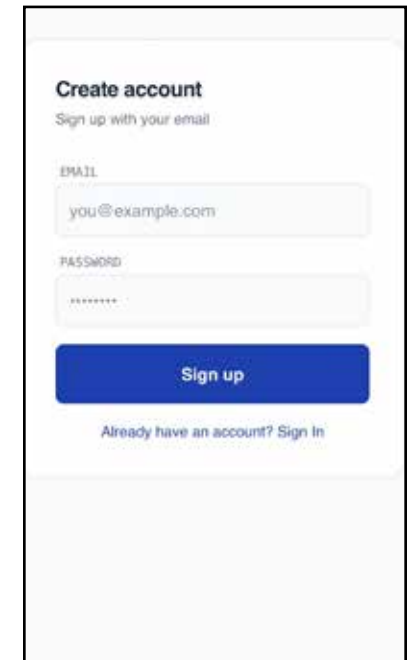 Create account
Sign up with your email
EMAIL
you@example.com
PASSWORD
••••••••
Sign up
Already have an account? Sign In